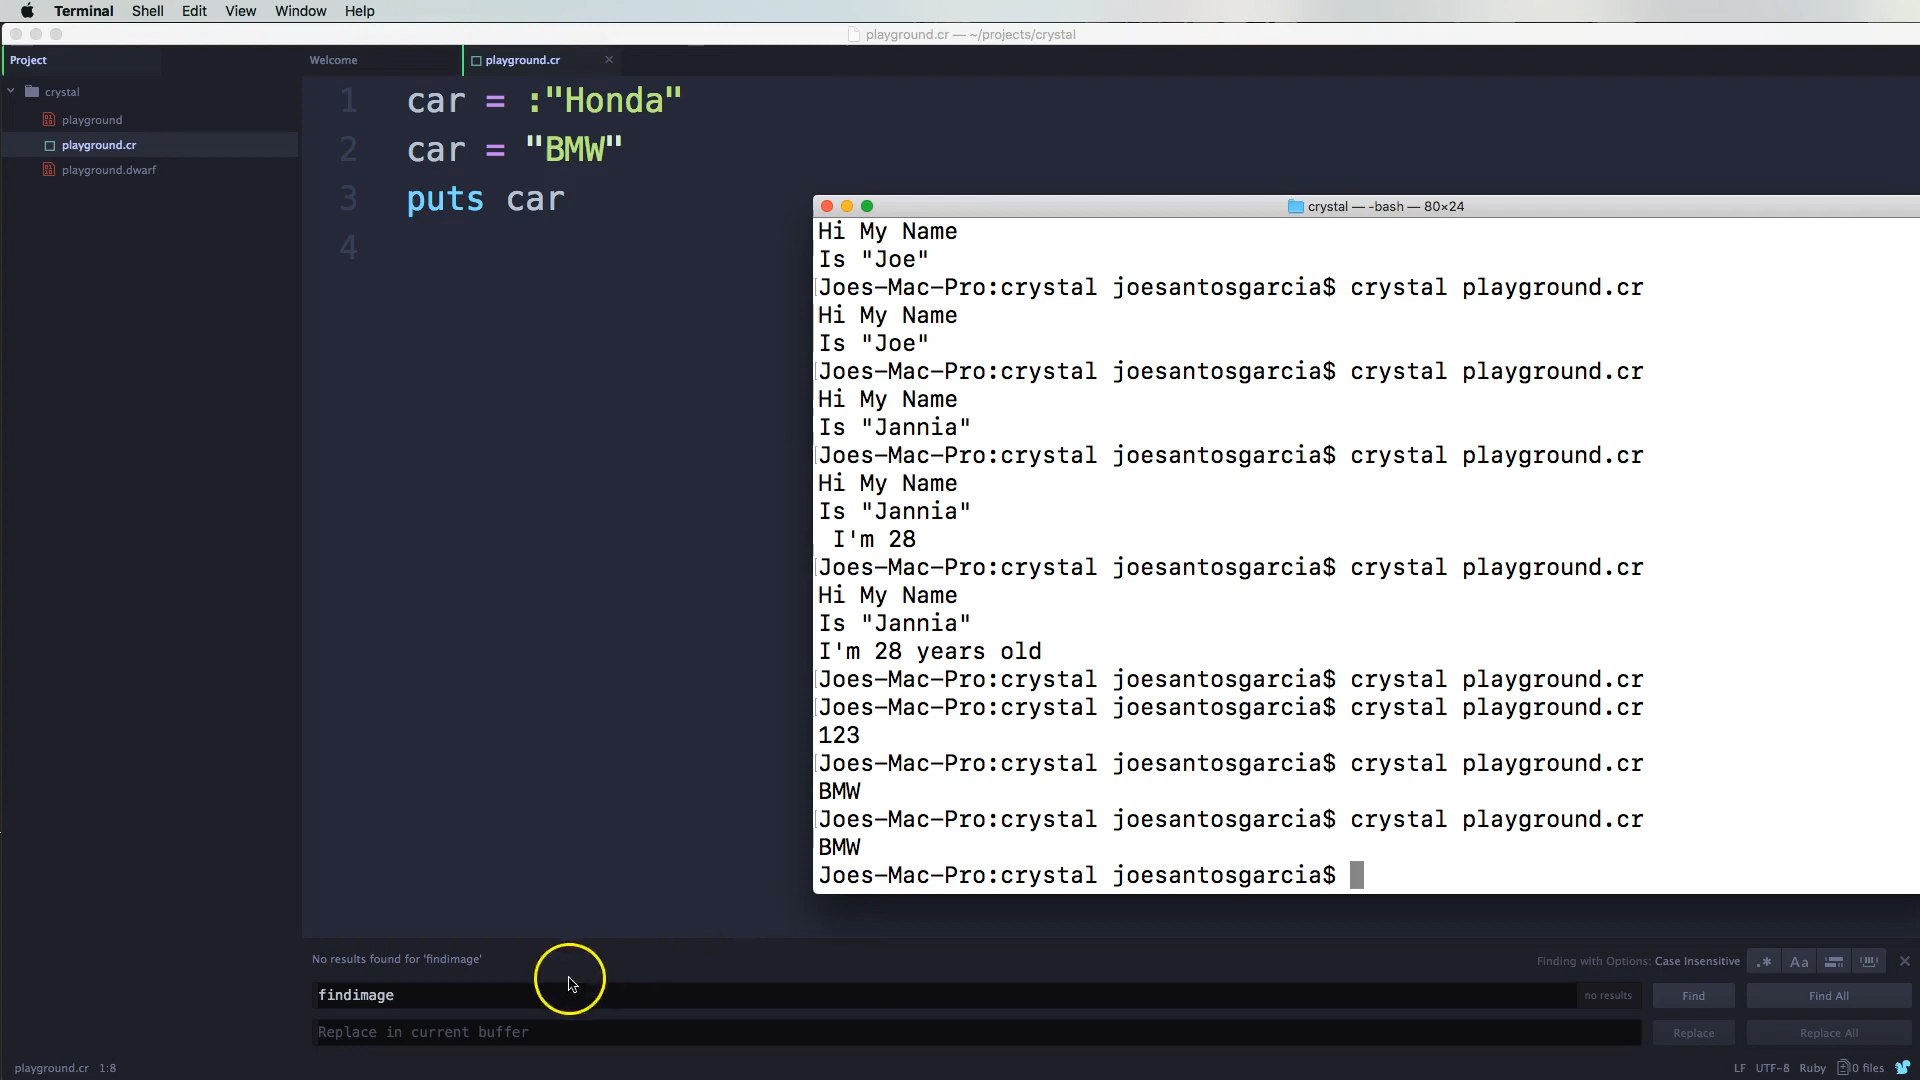 Terminal Shell Edit View Window Help
playground.cr — ~/projects/crystal
Project
Welcome
playground.cr
crystal
playground
playground.cr
playground.dwarf
1 car = :"Honda"
2 car = "BMW"
3 puts car
4
crystal — -bash — 80×24
Hi My Name
Is "Joe"
Joes-Mac-Pro:crystal joesantosgarcia$ crystal playground.cr
Hi My Name
Is "Joe"
Joes-Mac-Pro:crystal joesantosgarcia$ crystal playground.cr
Hi My Name
Is "Jannia"
Joes-Mac-Pro:crystal joesantosgarcia$ crystal playground.cr
Hi My Name
Is "Jannia"
 I'm 28
Joes-Mac-Pro:crystal joesantosgarcia$ crystal playground.cr
Hi My Name
Is "Jannia"
I'm 28 years old
Joes-Mac-Pro:crystal joesantosgarcia$ crystal playground.cr
Joes-Mac-Pro:crystal joesantosgarcia$ crystal playground.cr
123
Joes-Mac-Pro:crystal joesantosgarcia$ crystal playground.cr
BMW
Joes-Mac-Pro:crystal joesantosgarcia$ crystal playground.cr
BMW
Joes-Mac-Pro:crystal joesantosgarcia$
No results found for 'findimage'
Finding with Options: Case Insensitive
.* Aa
findimage
no results
Find
Find All
Replace in current buffer
Replace
Replace All
playground.cr 1:8
LF UTF-8 Ruby 0 files